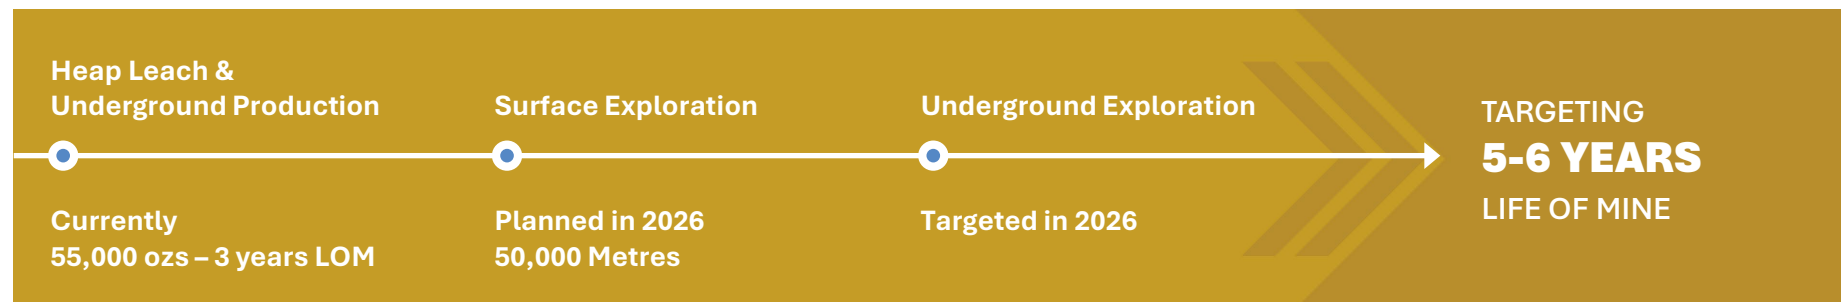 Heap Leach &
Underground Production
Currently
55,000 ozs – 3 years LOM
Surface Exploration
Planned in 2026
50,000 Metres
Underground Exploration
Targeted in 2026
TARGETING
5-6 YEARS
LIFE OF MINE